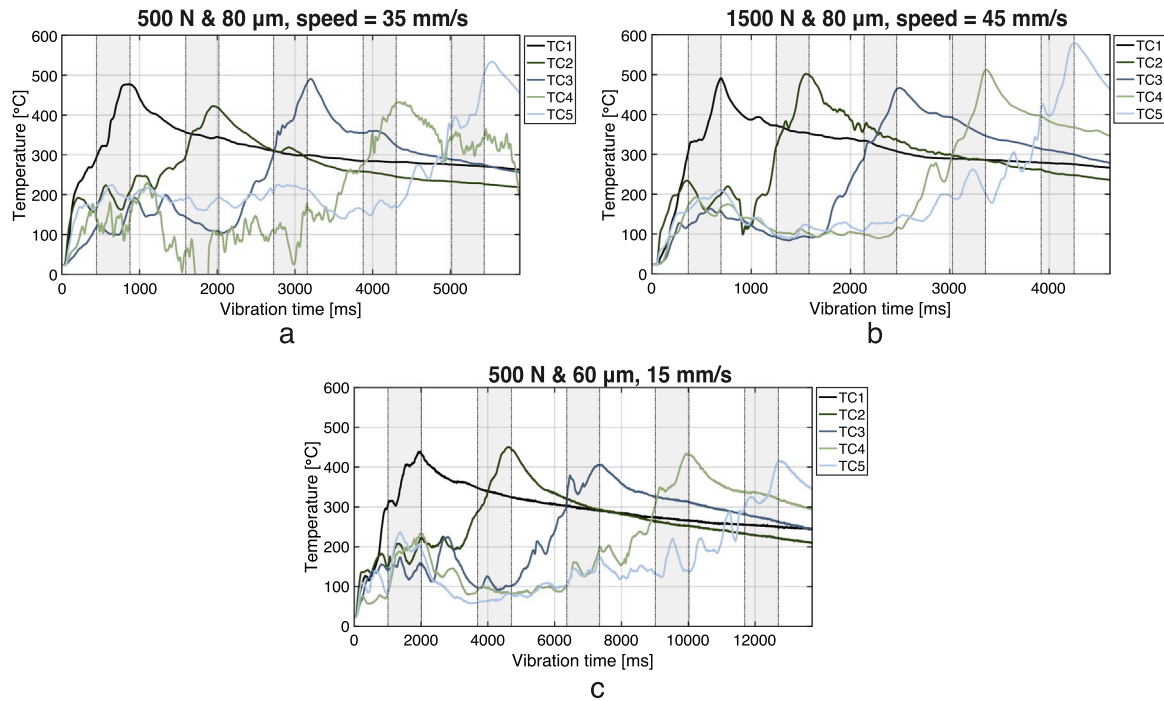 500 N & 80 µm, speed = 35 mm/s
600
500
400
300
200
100
0
Temperature [°C]
0 1000 2000 3000 4000 5000
Vibration time [ms]
TC1
TC2
TC3
TC4
TC5
a
1500 N & 80 µm, speed = 45 mm/s
600
500
400
300
200
100
0
Temperature [°C]
0 1000 2000 3000 4000
Vibration time [ms]
TC1
TC2
TC3
TC4
TC5
b
500 N & 60 µm, 15 mm/s
600
500
400
300
200
100
0
Temperature [°C]
0 2000 4000 6000 8000 10000 12000
Vibration time [ms]
TC1
TC2
TC3
TC4
TC5
c